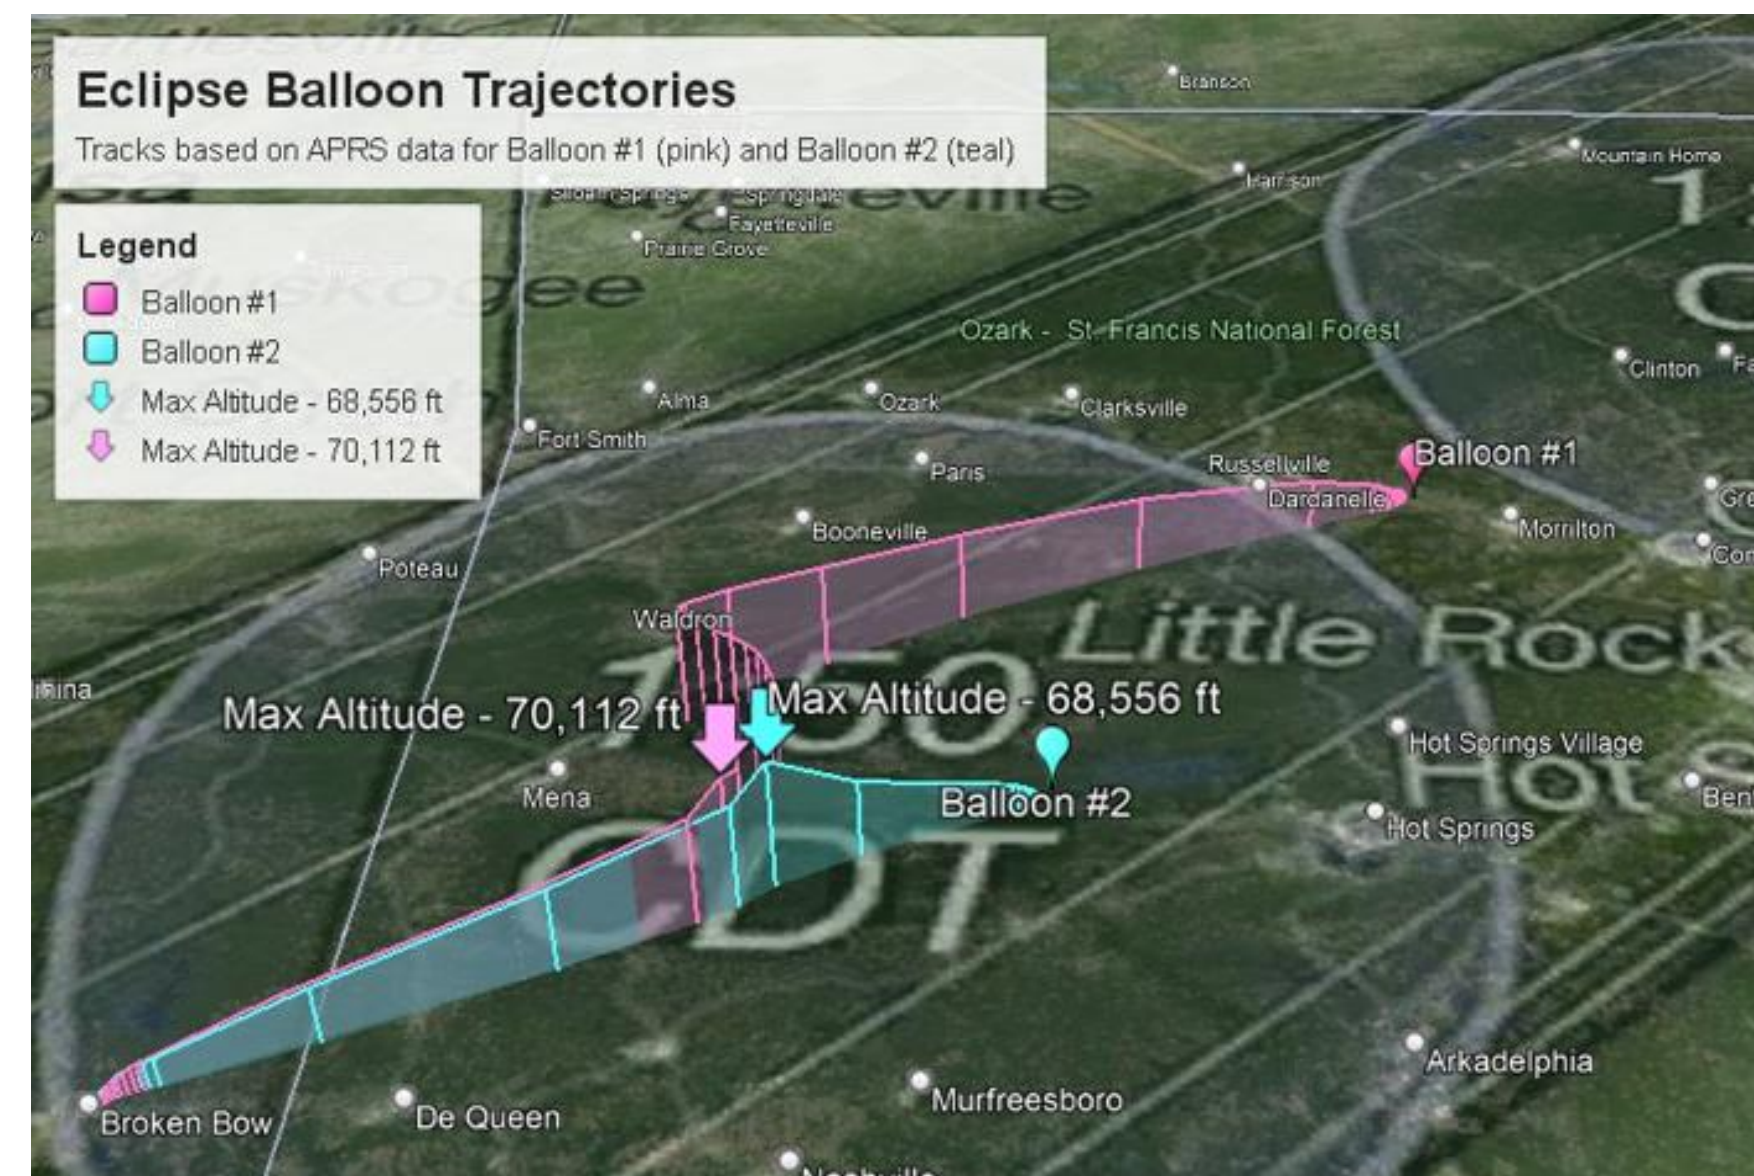 Eclipse Balloon Trajectories
Tracks based on APRS data for Balloon #1 (pink) and Balloon #2 (teal)
Legend
Balloon #1
Balloon #2
Max Altitude - 68,556 ft
Max Altitude - 70,112 ft
Branson
Mountain Home
Harrison
Springdale
Fayetteville
Prairie Grove
Ozark - St. Francis National Forest
Clinton
Alma
Ozark
Clarksville
Fort Smith
Paris
Russellville
Balloon #1
Dardanelle
Booneville
Morrilton
Poteau
Waldron
Little Rock
1:50
Max Altitude - 70,112 ft
Max Altitude - 68,556 ft
Hot Springs Village
Hot
Mena
Balloon #2
Hot Springs
CDT
Arkadelphia
Broken Bow
De Queen
Murfreesboro